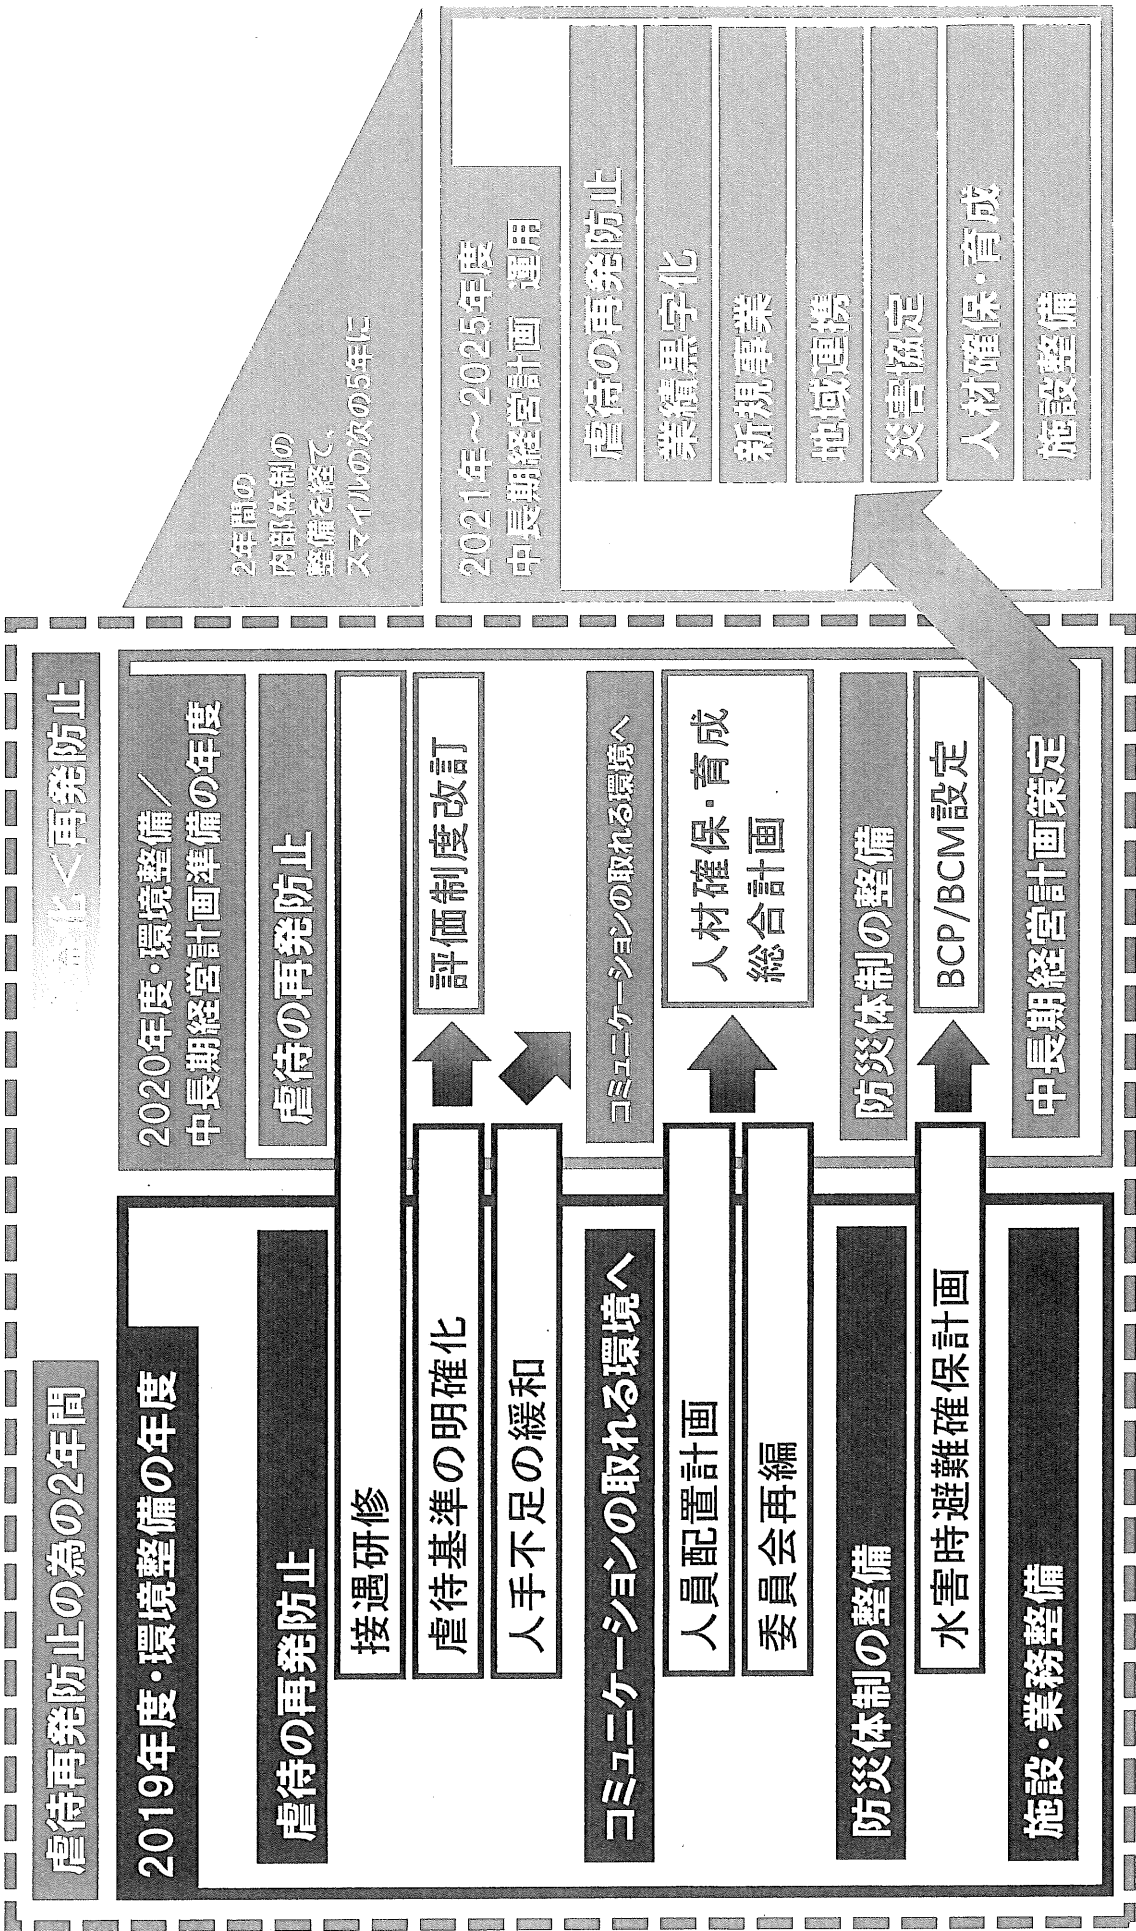 虐待再発防止の為の2年間
化<再発防止
2019年度・環境整備の年度
虐待の再発防止
接遇研修
虐待基準の明確化
人手不足の緩和
コミュニケーションの取れる環境へ
人員配置計画
委員会再編
防災体制の整備
水害時避難確保計画
施設・業務整備
2020年度・環境整備/
中長期経営計画準備の年度
虐待の再発防止
評価制度改訂
コミュニケーションの取れる環境へ
人材確保・育成
総合計画
防災体制の整備
BCP/BCM設定
中長期経営計画策定
2年間の
内部体制の
整備を経て、
スマイルの次の5年に
2021年~2025年度
中長期経営計画 運用
虐待の再発防止
業績黒字化
新規事業
地域連携
災害協定
人材確保・育成
施設整備